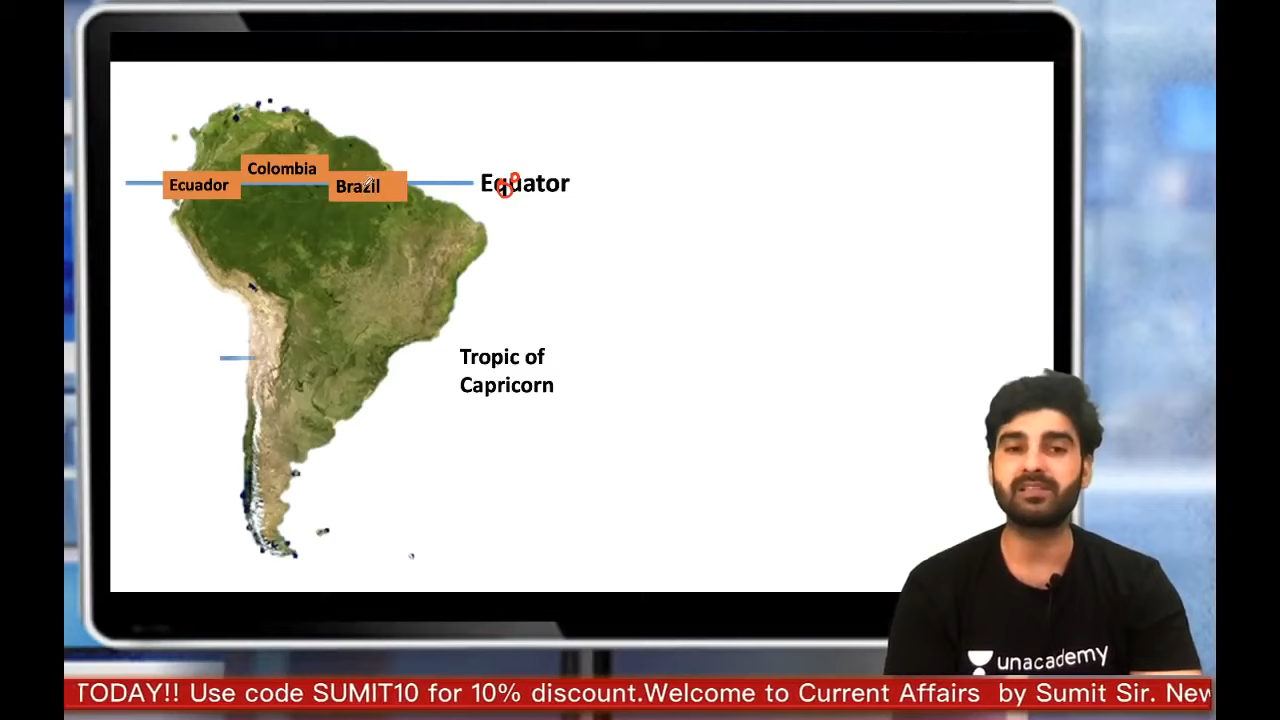 Colombia
Ecuador
Brazil
Equator
0°
Tropic of
Capricorn
unacademy
TODAY!! Use code SUMIT10 for 10% discount.Welcome to Current Affairs by Sumit Sir. New